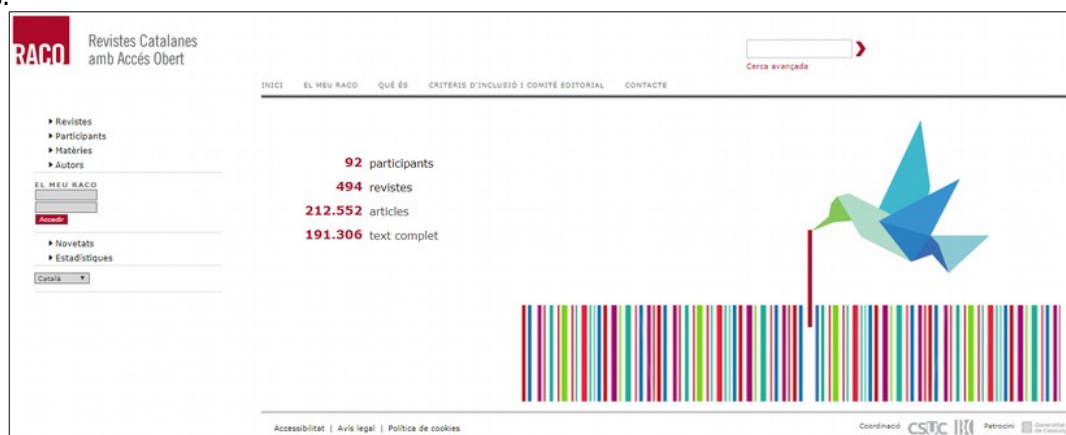 RACO
Revistes Catalanes
amb Accés Obert
Cerca avançada
INICI EL MEU RACO QUÈ ÉS CRITERIS D'INCLUSIÓ I COMITÈ EDITORIAL CONTACTE
Revistes
Participants
Matèries
Autors
EL MEU RACO
Accedir
Novetats
Estadístiques
Català
92 participants
494 revistes
212.552 articles
191.306 text complet
Accessibilitat | Avís legal | Política de cookies
Coordinació CSUC Patrocini Generalitat